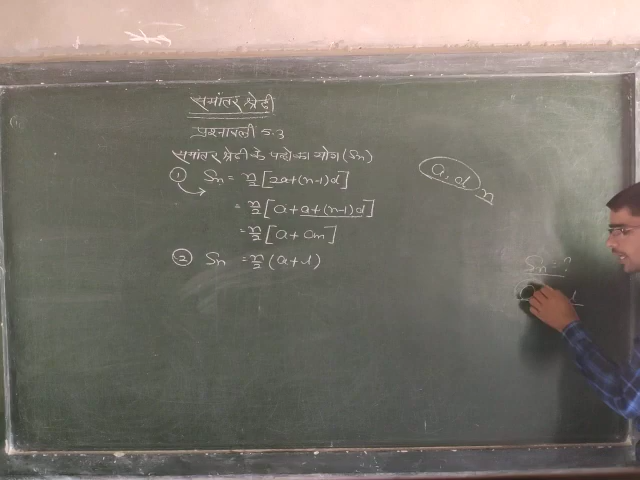 समांतर श्रेढ़ी
प्रश्नावली 5.3
समांतर श्रेढ़ी के पदों का योग (Sn)
① Sn = n/2 [2a+(n-1)d]
= n/2 [a+a+(n-1)d]
= n/2 [a+an]
② Sn = n/2 (a+l)
a, d, n
Sn = ?